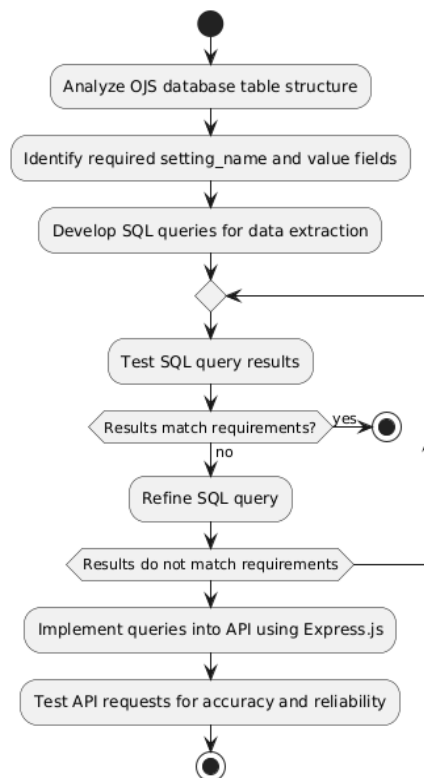 Analyze OJS database table structure
Identify required setting_name and value fields
Develop SQL queries for data extraction
Test SQL query results
Results match requirements?
yes
no
Refine SQL query
Results do not match requirements
Implement queries into API using Express.js
Test API requests for accuracy and reliability